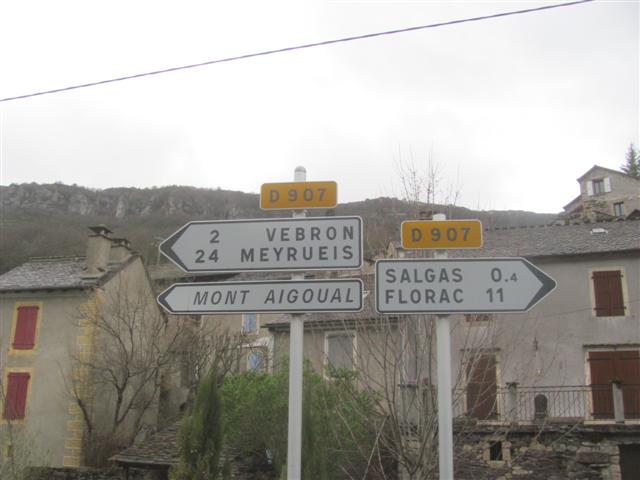 D 907
2 VEBRON
24 MEYRUEIS
MONT AIGOUAL
D 907
SALGAS 0.4
FLORAC 11